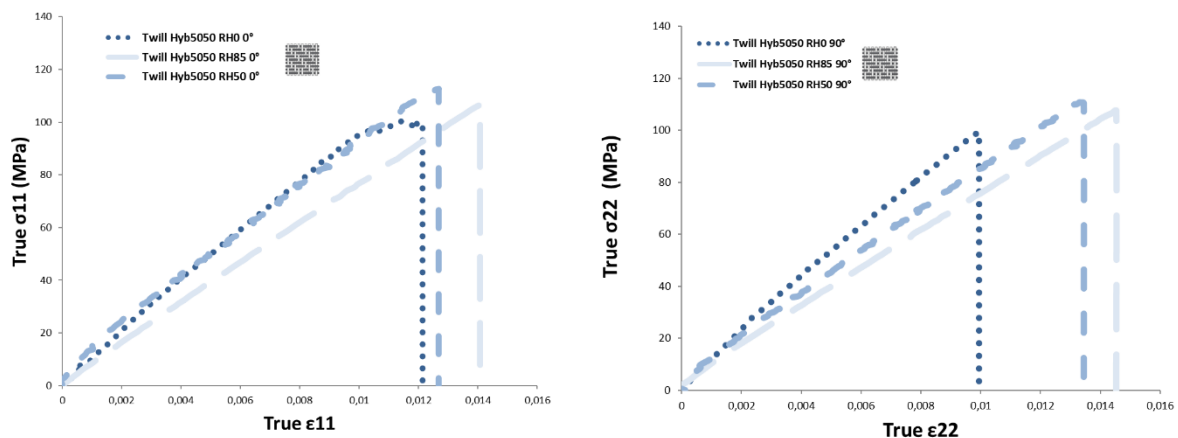 140
Twill Hyb5050 RH0 0°
120
Twill Hyb5050 RH85 0°
Twill Hyb5050 RH50 0°
100
80
60
40
20
0
True σ11 (MPa)
0 0,002 0,004 0,006 0,008 0,01 0,012 0,014 0,016
True ε11
140
Twill Hyb5050 RH0 90°
120
Twill Hyb5050 RH85 90°
Twill Hyb5050 RH50 90°
100
80
60
40
20
0
True σ22 (MPa)
0 0,002 0,004 0,006 0,008 0,01 0,012 0,014 0,016
True ε22